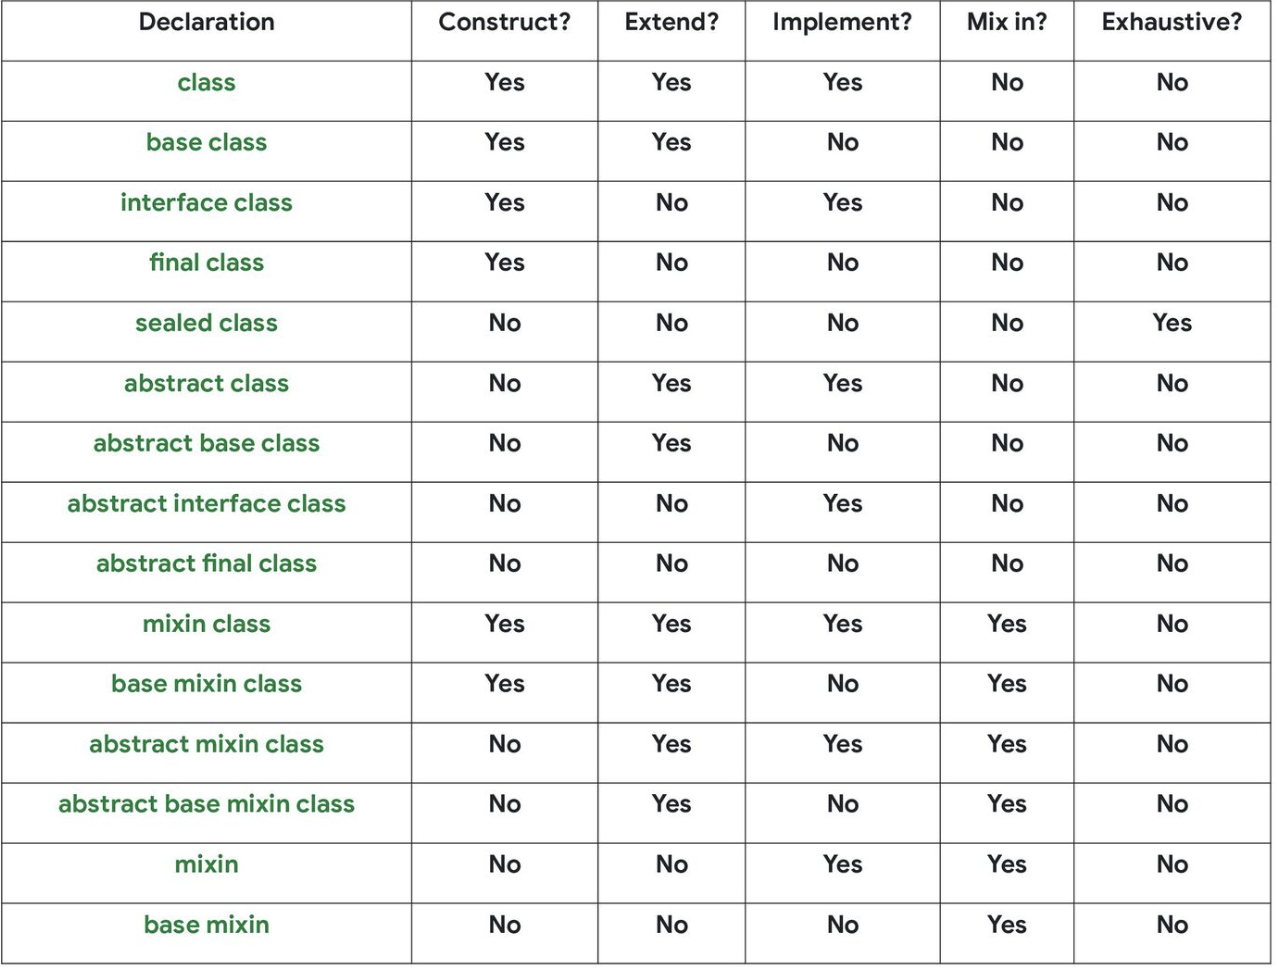 Declaration Construct? Extend? Implement? Mix in? Exhaustive?
class Yes Yes Yes No No
base class Yes Yes No No No
interface class Yes No Yes No No
final class Yes No No No No
sealed class No No No No Yes
abstract class No Yes Yes No No
abstract base class No Yes No No No
abstract interface class No No Yes No No
abstract final class No No No No No
mixin class Yes Yes Yes Yes No
base mixin class Yes Yes No Yes No
abstract mixin class No Yes Yes Yes No
abstract base mixin class No Yes No Yes No
mixin No No Yes Yes No
base mixin No No No Yes No